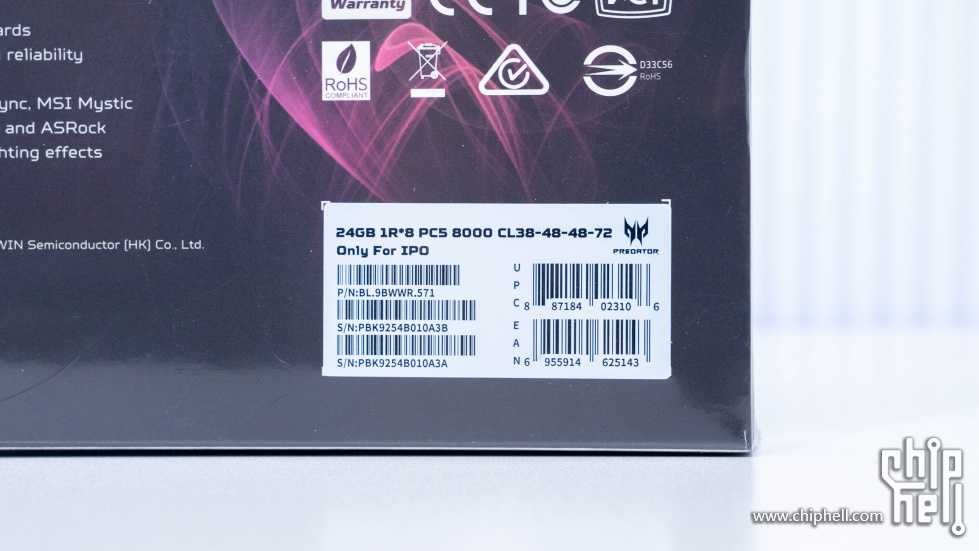 Warranty
ards
reliability
RoHS
COMPLIANT
D33C56
RoHS
ync, MSI Mystic
and ASRock
hting effects
WIN Semiconductor (HK) Co., Ltd.
24GB 1R*8 PC5 8000 CL38-48-48-72
Only For IPO
PREDATOR
P/N:BL.9BWWR.571
S/N:PBK9254B010A3B
S/N:PBK9254B010A3A
UPC
8 87184 02310 6
EAN
6 955914 625143
chip
hell
www.chiphell.com